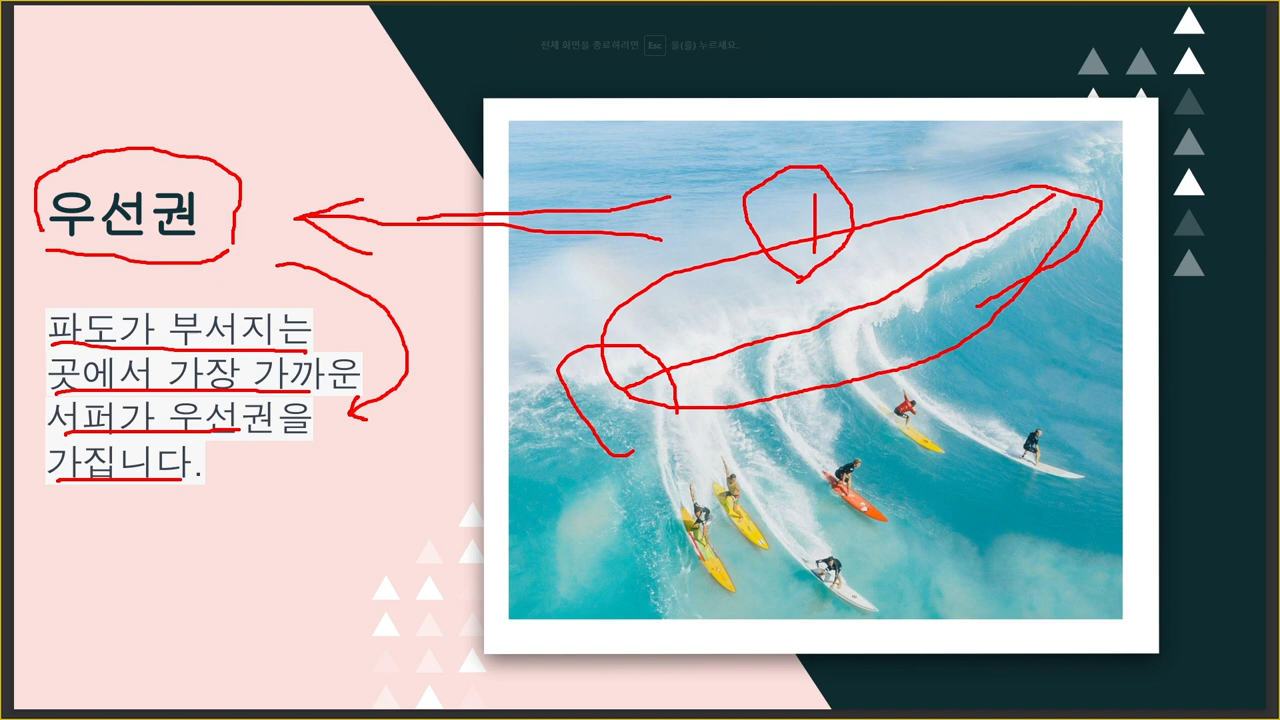 전체 화면을 종료하려면 Esc 을(를) 누르세요.
우선권
파도가 부서지는
곳에서 가장 가까운
서퍼가 우선권을
가집니다.
1